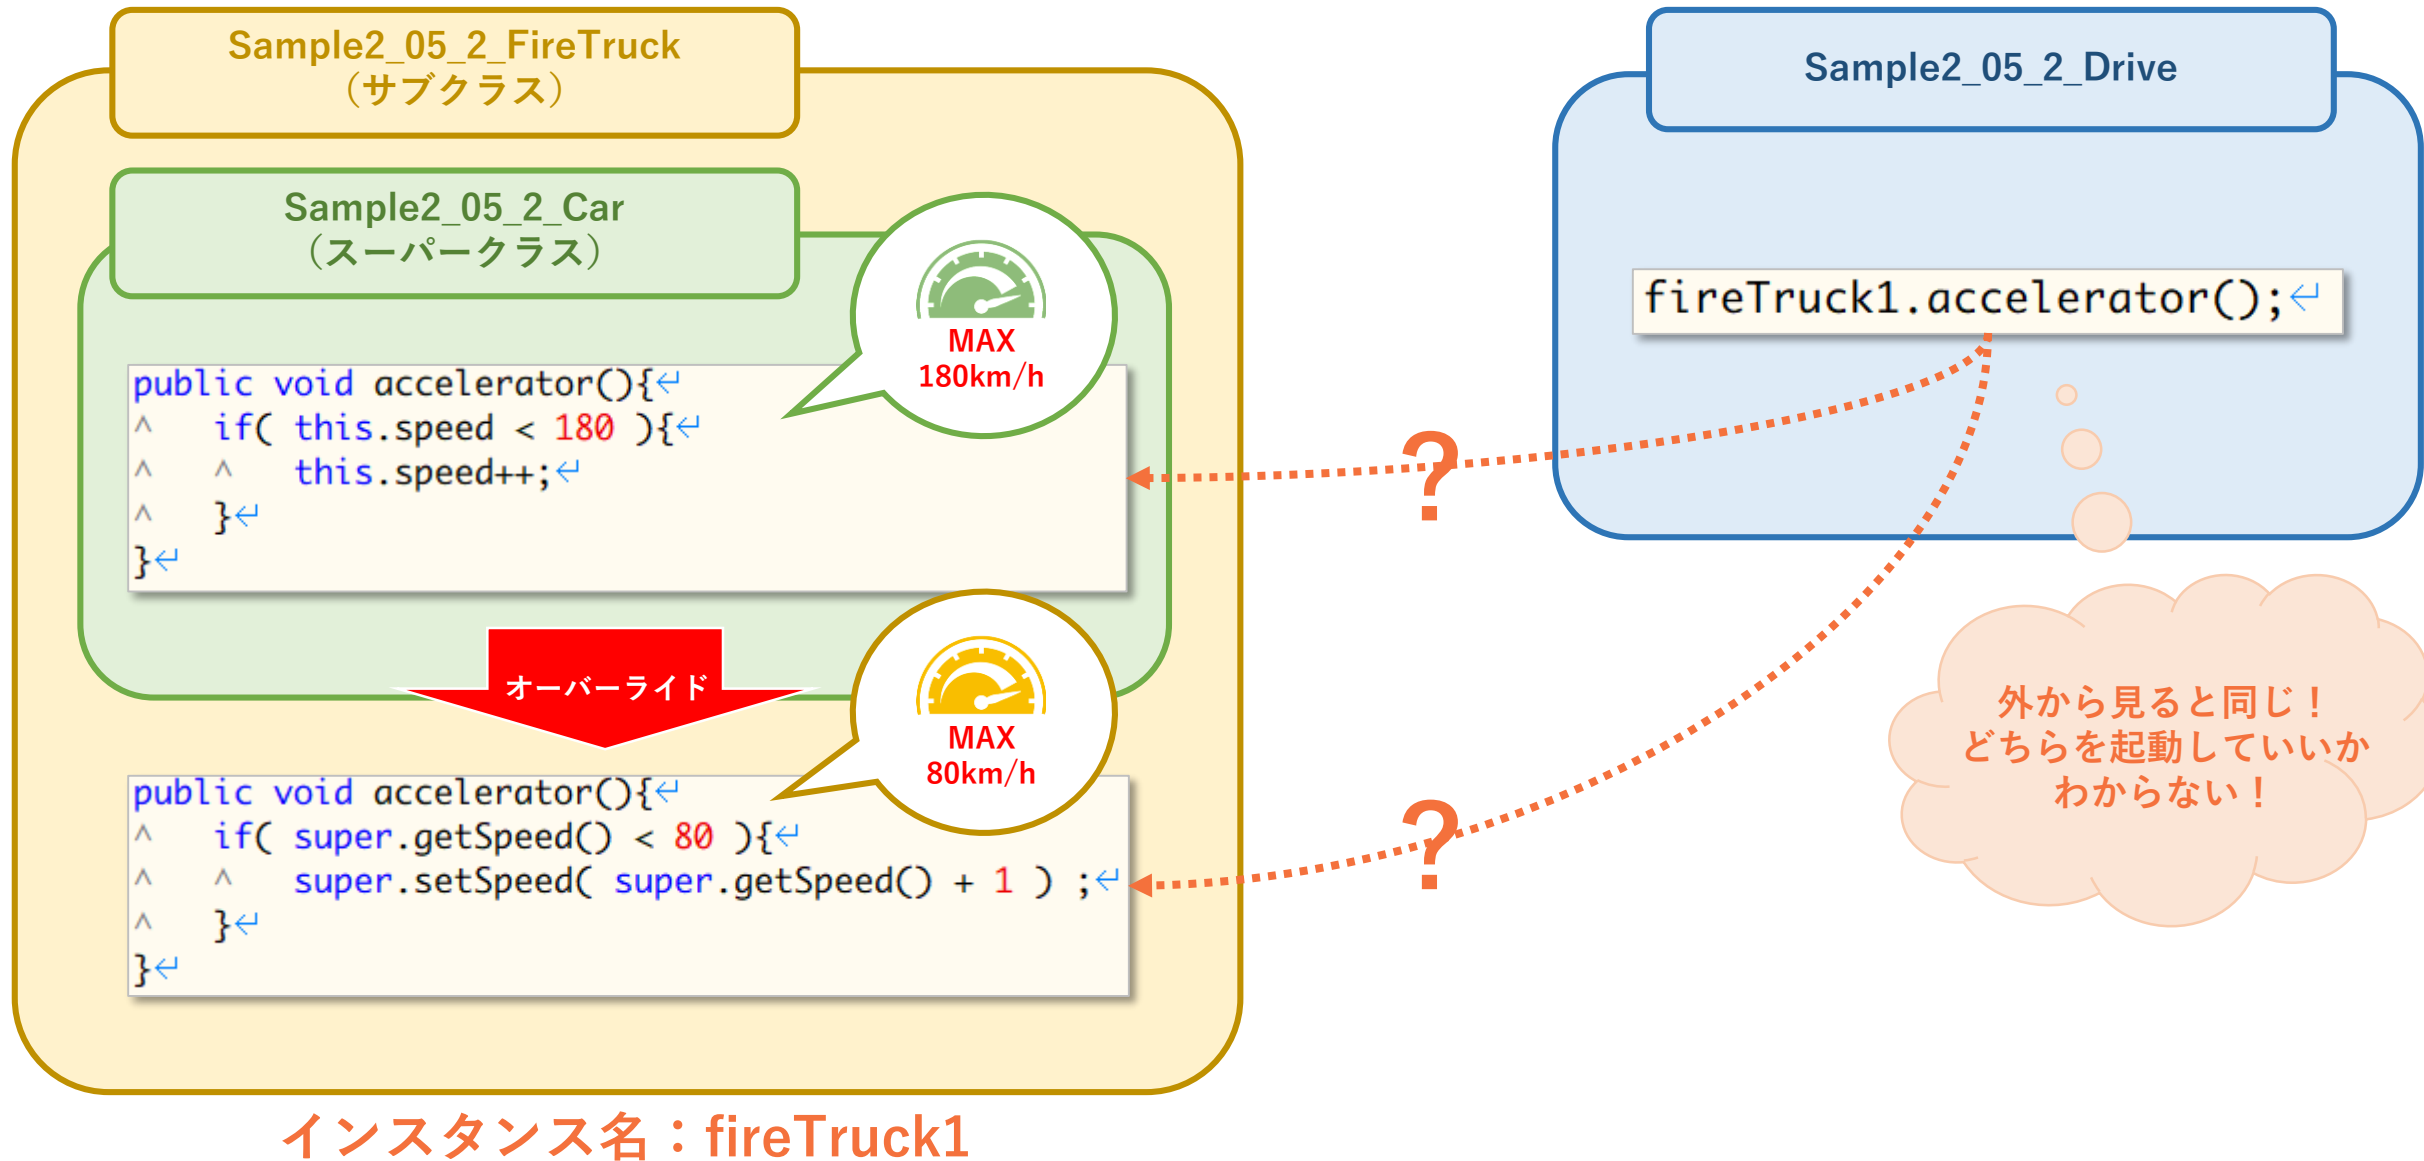 Sample2_05_2_FireTruck
（サブクラス）
Sample2_05_2_Car
（スーパークラス）
MAX
180km/h
public void accelerator(){↵
^   if( this.speed < 180 ){↵
^   ^   this.speed++;↵
^   }↵
}↵
オーバーライド
MAX
80km/h
public void accelerator(){↵
^   if( super.getSpeed() < 80 ){↵
^   ^   super.setSpeed( super.getSpeed() + 1 ) ;↵
^   }↵
}↵
インスタンス名：fireTruck1
?
?
Sample2_05_2_Drive
fireTruck1.accelerator();↵
外から見ると同じ！
どちらを起動していいか
わからない！